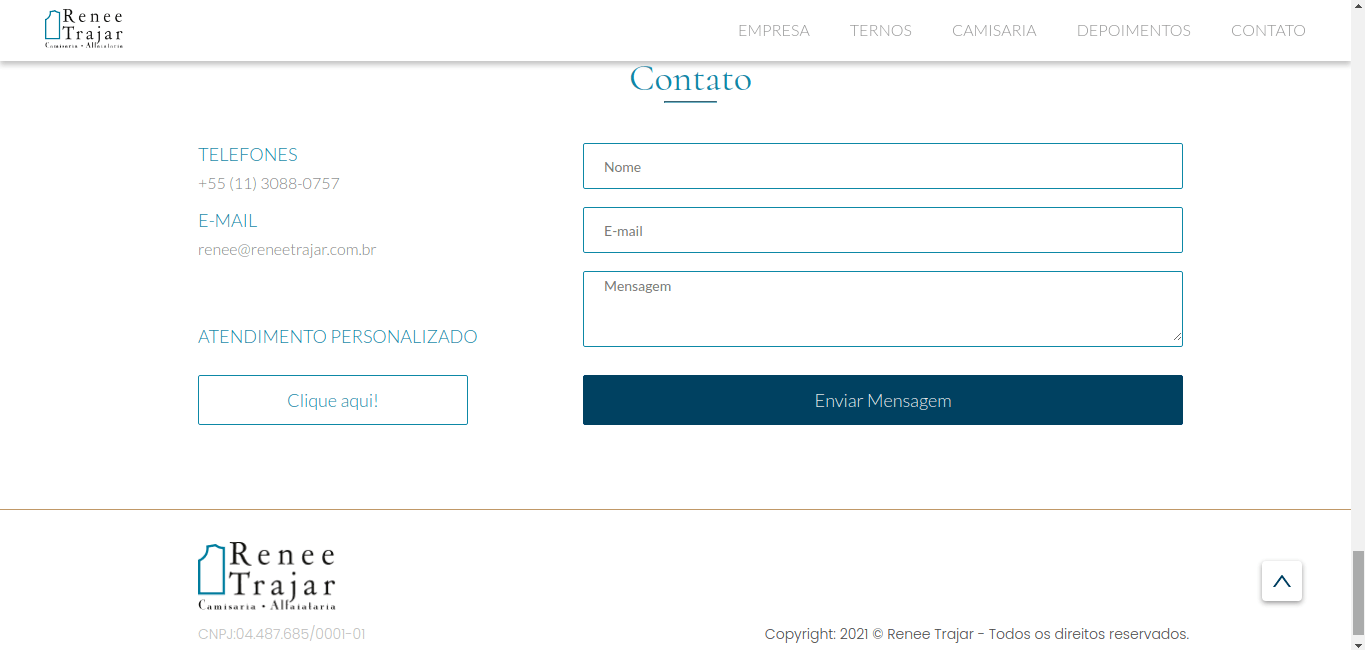 Renee
Trajar
Camisaria • Alfaiataria
EMPRESA TERNOS CAMISARIA DEPOIMENTOS CONTATO
Contato
TELEFONES
+55 (11) 3088-0757
E-MAIL
renee@reneetrajar.com.br
ATENDIMENTO PERSONALIZADO
Clique aqui!
Nome
E-mail
Mensagem
Enviar Mensagem
Renee
Trajar
Camisaria • Alfaiataria
CNPJ:04.487.685/0001-01
Copyright: 2021 © Renee Trajar - Todos os direitos reservados.